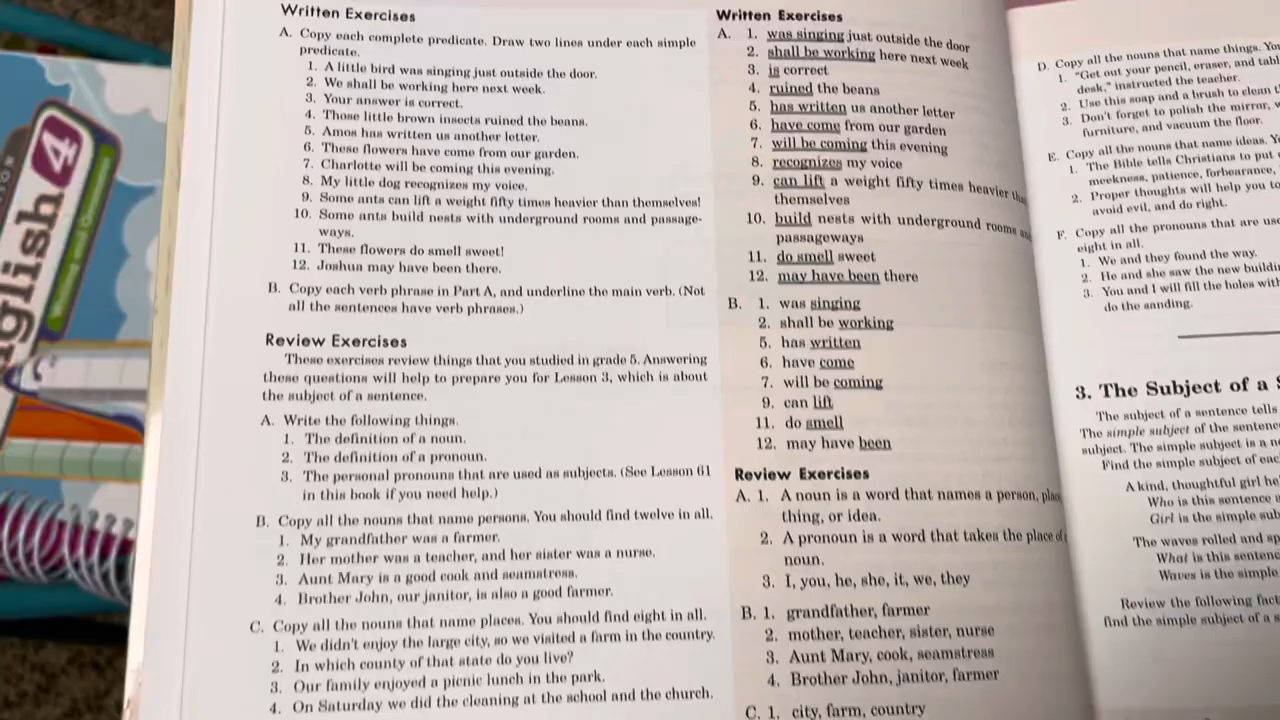 Written Exercises
A. Copy each complete predicate. Draw two lines under each simple
predicate.
1. A little bird was singing just outside the door.
2. We shall be working here next week.
3. Your answer is correct.
4. Those little brown insects ruined the beans.
5. Amos has written us another letter.
6. These flowers have come from our garden.
7. Charlotte will be coming this evening.
8. My little dog recognizes my voice.
9. Some ants can lift a weight fifty times heavier than themselves!
10. Some ants build nests with underground rooms and passage-
ways.
11. These flowers do smell sweet!
12. Joshua may have been there.
B. Copy each verb phrase in Part A, and underline the main verb. (Not
all the sentences have verb phrases.)
Review Exercises
These exercises review things that you studied in grade 5. Answering
these questions will help to prepare you for Lesson 3, which is about
the subject of a sentence.
A. Write the following things.
1. The definition of a noun.
2. The definition of a pronoun.
3. The personal pronouns that are used as subjects. (See Lesson 61
in this book if you need help.)
B. Copy all the nouns that name persons. You should find twelve in all.
1. My grandfather was a farmer.
2. Her mother was a teacher, and her sister was a nurse.
3. Aunt Mary is a good cook and seamstress.
4. Brother John, our janitor, is also a good farmer.
C. Copy all the nouns that name places. You should find eight in all.
1. We didn't enjoy the large city, so we visited a farm in the country.
2. In which county of that state do you live?
3. Our family enjoyed a picnic lunch in the park.
4. On Saturday we did the cleaning at the school and the church.
Written Exercises
A. 1. was singing just outside the door
2. shall be working here next week
3. is correct
4. ruined the beans
5. has written us another letter
6. have come from our garden
7. will be coming this evening
8. recognizes my voice
9. can lift a weight fifty times heavier
themselves
10. build nests with underground rooms
passageways
11. do smell sweet
12. may have been there
B. 1. was singing
2. shall be working
5. has written
6. have come
7. will be coming
9. can lift
11. do smell
12. may have been
Review Exercises
A. 1. A noun is a word that names a person, place,
thing, or idea.
2. A pronoun is a word that takes the place of
noun.
3. I, you, he, she, it, we, they
B. 1. grandfather, farmer
2. mother, teacher, sister, nurse
3. Aunt Mary, cook, seamstress
4. Brother John, janitor, farmer
C. 1. city, farm, country
D. Copy all the nouns that name things.
1. "Get out your pencil, eraser, and
desk," instructed the teacher.
2. Use this soap and a brush to clean
3. Don't forget to polish the mirror,
furniture, and vacuum the floor.
E. Copy all the nouns that name ideas.
1. The Bible tells Christians to put
meekness, patience, forbearance,
2. Proper thoughts will help you to
avoid evil, and do right.
F. Copy all the pronouns that are
eight in all.
1. We and they found the way.
2. He and she saw the new
3. You and I will fill the holes
do the sanding.
3. The Subject of a
The subject of a sentence tells
The simple subject of the sentence
subject. The simple subject is a
Find the simple subject of
A kind, thoughtful girl
Who is this sentence
Girl is the simple
The waves rolled and
What is this
Waves is the simple
Review the following
find the simple subject of a
4